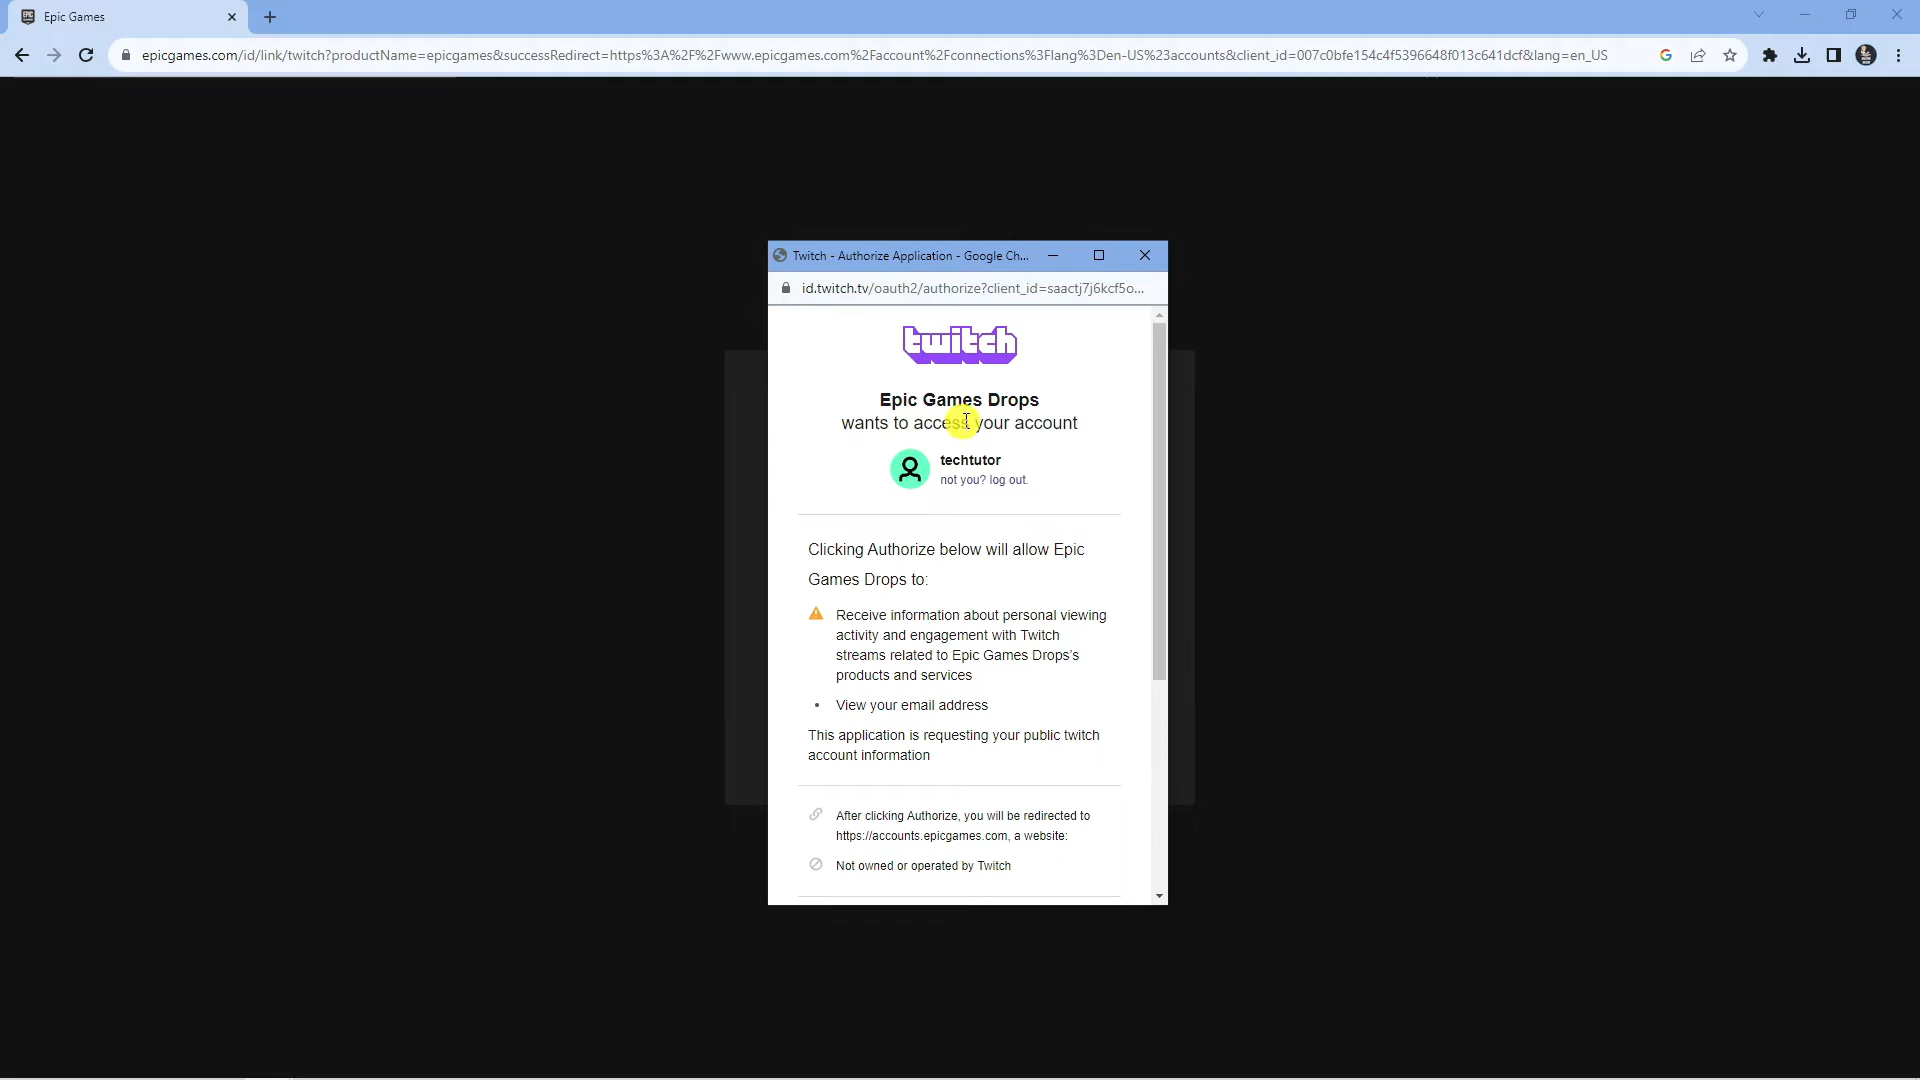 Epic Games
epicgames.com/id/link/twitch?productName=epicgames&successRedirect=https%3A%2F%2Fwww.epicgames.com%2Faccount%2Fconnections%3Flang%3Den-US%23accounts&client_id=007c0bfe154c4f5396648f013c641dcf&lang=en_US
Twitch - Authorize Application - Google Ch...
id.twitch.tv/oauth2/authorize?client_id=saactj7j6kcf5o...
twitch
Epic Games Drops
wants to access your account
techtutor
not you? log out.
Clicking Authorize below will allow Epic
Games Drops to:
Receive information about personal viewing
activity and engagement with Twitch
streams related to Epic Games Drops's
products and services
• View your email address
This application is requesting your public twitch
account information
After clicking Authorize, you will be redirected to
https://accounts.epicgames.com, a website:
Not owned or operated by Twitch